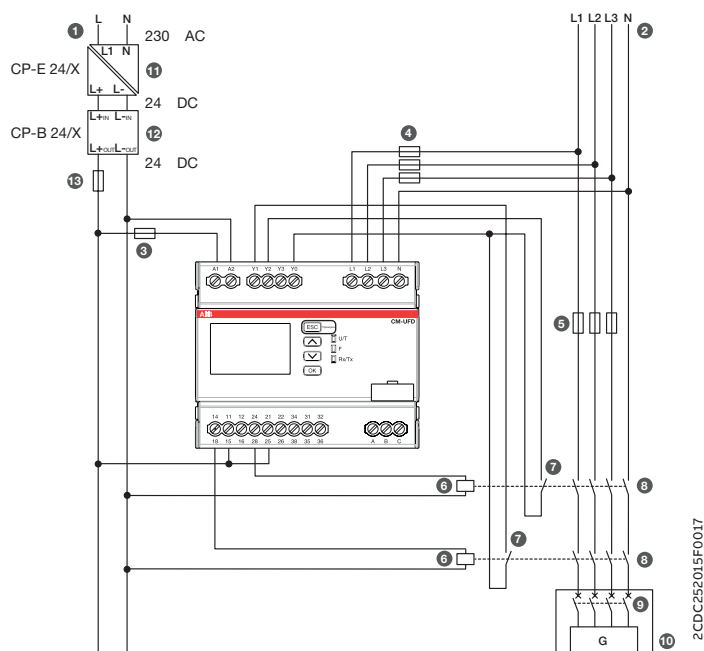 L N
230 AC
1
L1 N
CP-E 24/X
11
L+ L-
24 DC
L+IN L-IN
CP-B 24/X
12
L+OUT L-OUT
24 DC
13
3
L1 L2 L3 N
2
4
A1 A2 Y1 Y2 Y3 Y0 L1 L2 L3 N
5
ABB
CM-UFD
ESC
U/T
F
Rx/Tx
OK
14 11 12 24 21 22 34 31 32
18 15 16 28 25 26 38 35 36
A B C
7
6
8
7
6
8
9
G
10
2CDC252015F0017